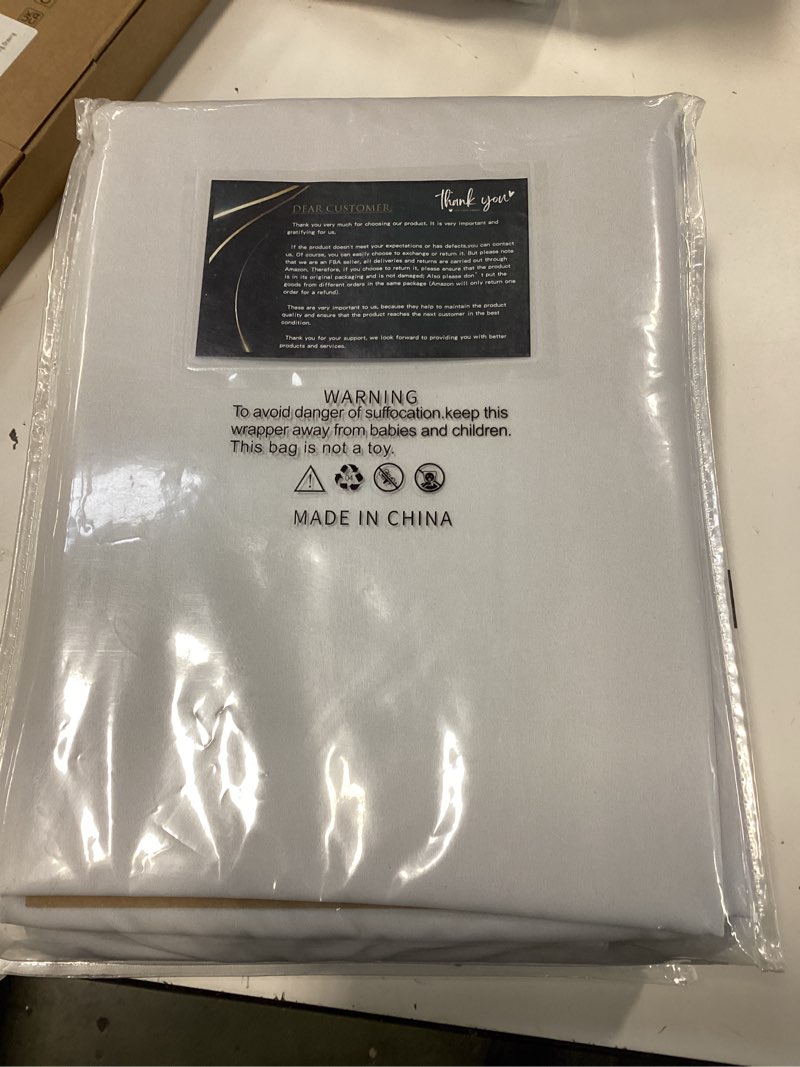 DEAR CUSTOMER
Thank you
Thank you very much for choosing our product, It is very important and
gratifying for us.
If the product doesn't meet your expectations or has defects,you can contact
us, Of course, you can easily choose to exchange or return it. But please note
that we are an FBA seller, all deliveries and returns are carried out through
Amazon, Therefore, if you choose to return it, please ensure that the product
is in its original packaging and is not damaged; Also please don't put the
goods from different orders in the same package (Amazon will only return one
order for a refund).
These are very important to us, because they help to maintain the product
quality and ensure that the product reaches the next customer in the best
condition.
Thank you for your support, we look forward to providing you with better
products and services.
WARNING
To avoid danger of suffocation.keep this
wrapper away from babies and children.
This bag is not a toy.
MADE IN CHINA